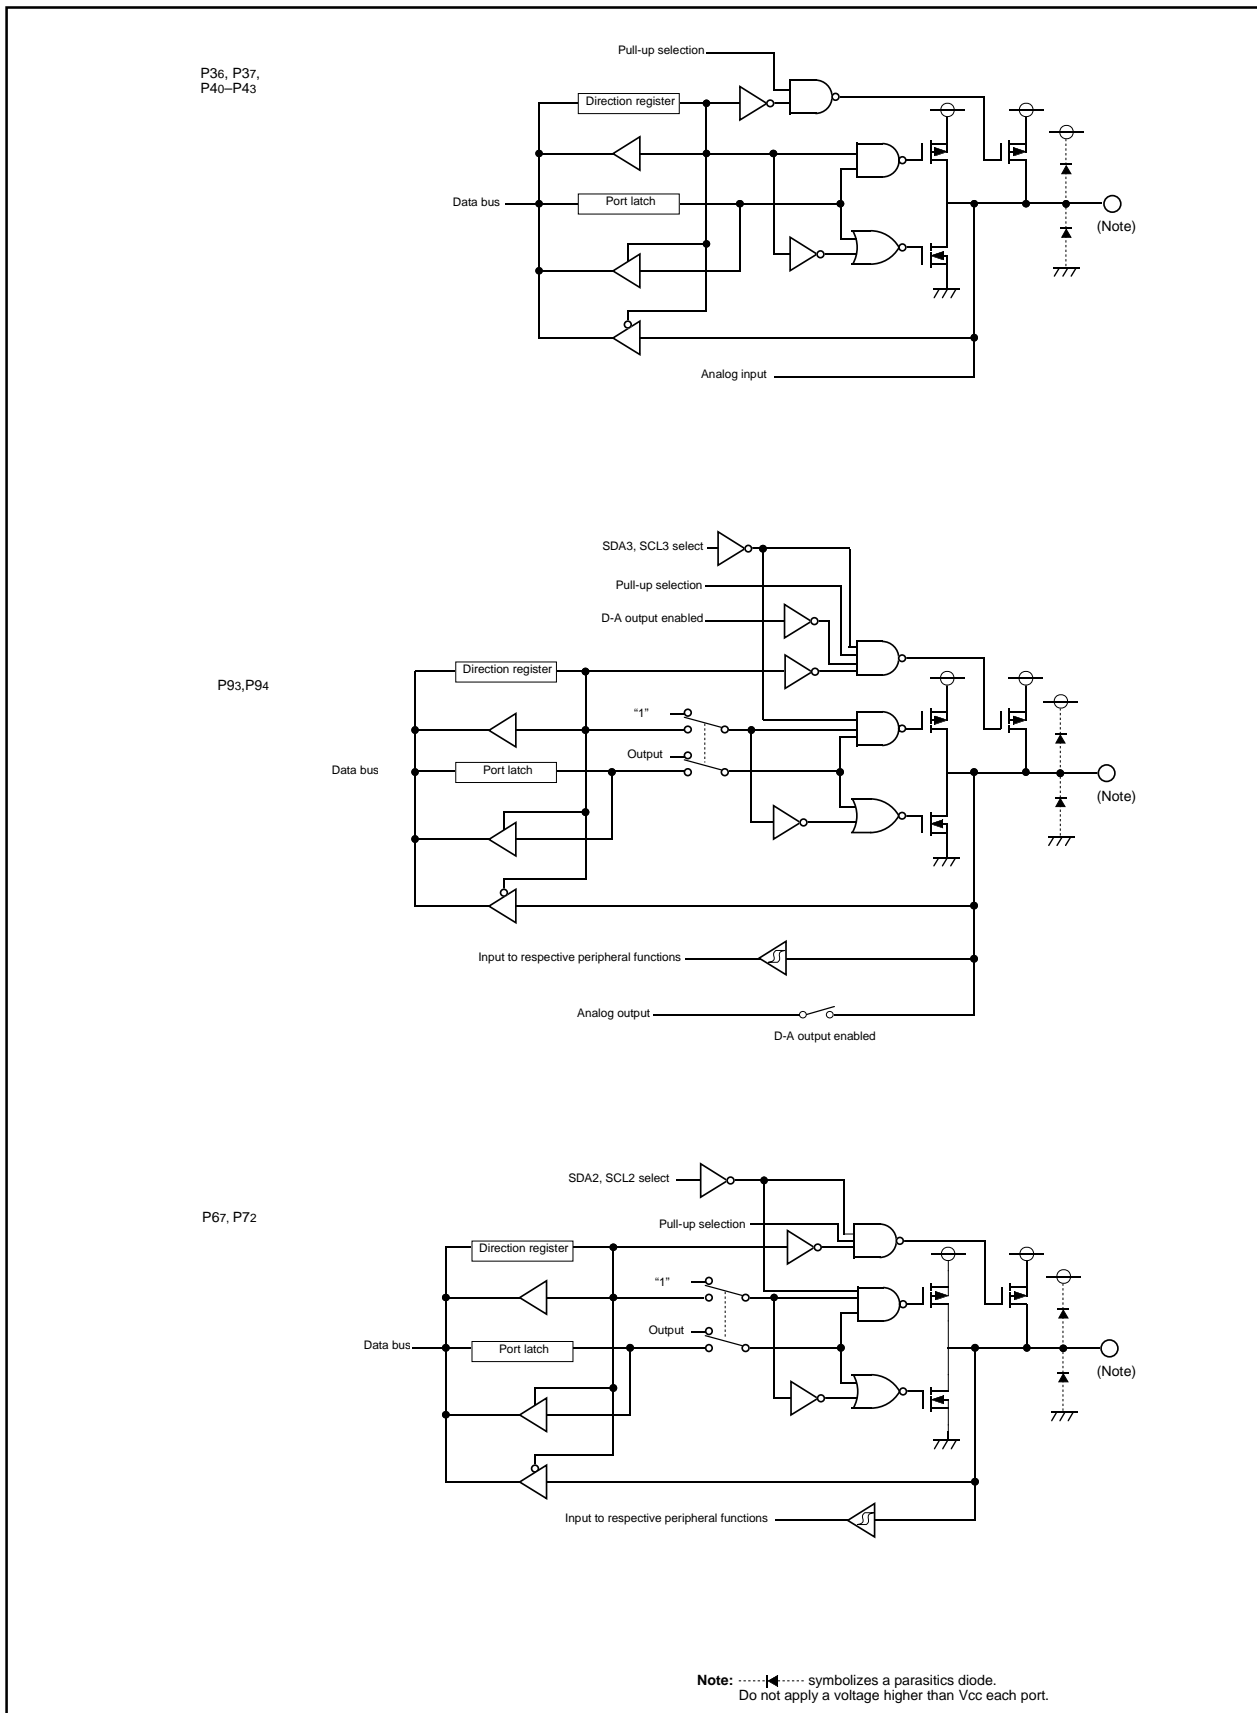 Pull-up selection
P36, P37,
P40–P43
Direction register
Port latch
Data bus
(Note)
Analog input
SDA3, SCL3 select
Pull-up selection
D-A output enabled
Direction register
P93,P94
“1”
Output
Data bus
Port latch
(Note)
Input to respective peripheral functions
Analog output
D-A output enabled
SDA2, SCL2 select
P67, P72
Pull-up selection
Direction register
“1”
Output
Data bus
Port latch
(Note)
Input to respective peripheral functions
Note: symbolizes a parasitics diode.
Do not apply a voltage higher than Vcc each port.